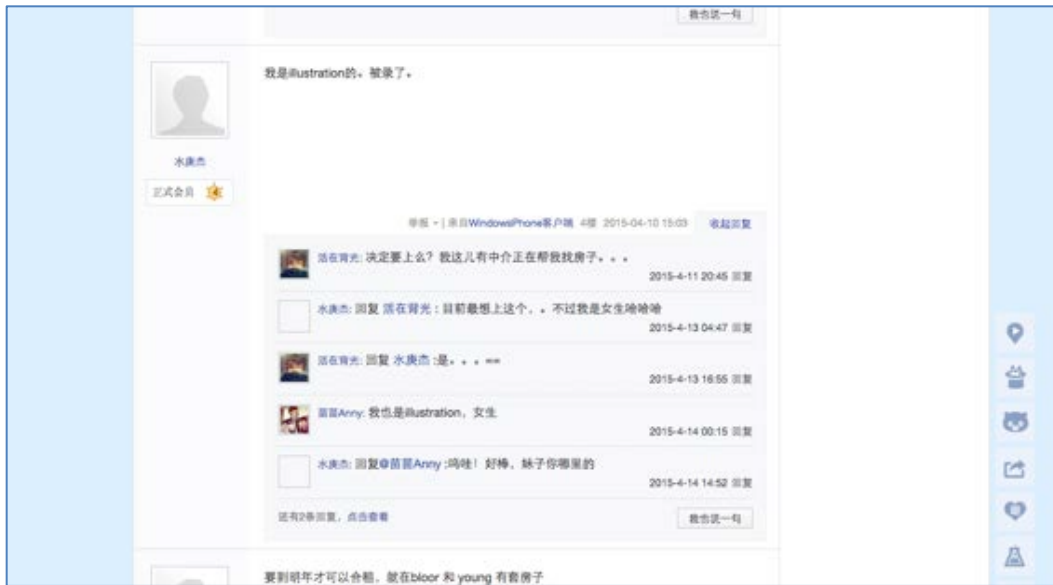 我也说一句
我是illustration的。被录了。
水庚杰
正式会员 4
举报 | 来自WindowsPhone客户端 4楼 2015-04-10 15:03 收起回复
活在背光: 决定要上么？我这儿有中介正在帮我找房子。。。
2015-4-11 20:45 回复
水庚杰: 回复 活在背光 : 目前最想上这个。。不过我是女生哈哈哈
2015-4-13 04:47 回复
活在背光: 回复 水庚杰 :是。。。==
2015-4-13 16:55 回复
苗苗Anny: 我也是illustration，女生
2015-4-14 00:15 回复
水庚杰: 回复@苗苗Anny :呜哇！好棒，妹子你哪里的
2015-4-14 14:52 回复
还有2条回复，点击查看
我也说一句
要到明年才可以合租，就在bloor 和 young 有套房子